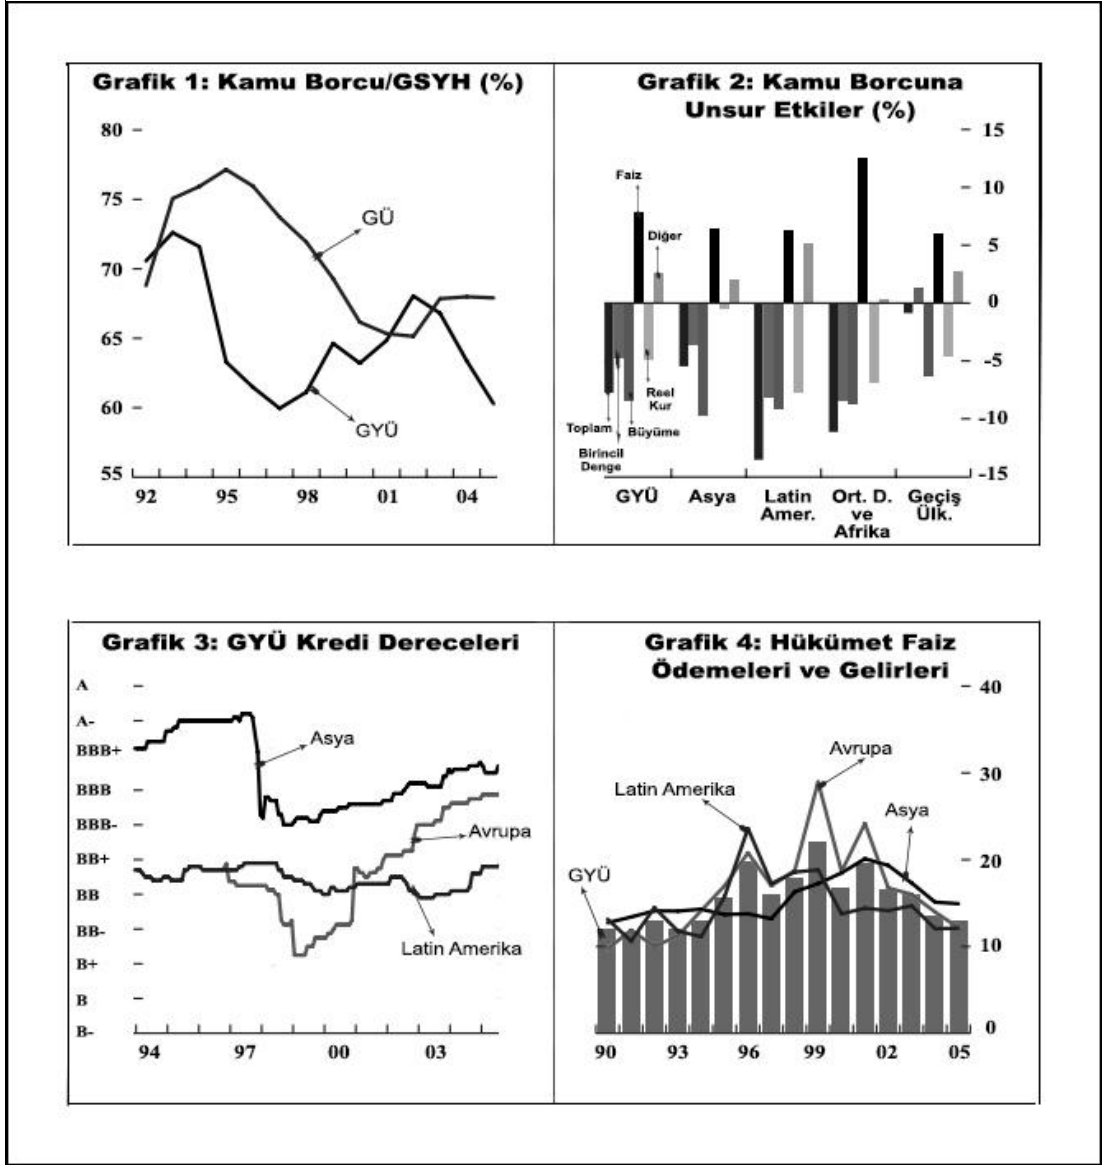 Grafik 1: Kamu Borcu/GSYH (%)
80
75
70
65
60
55
GÜ
GYÜ
92 95 98 01 04
Grafik 2: Kamu Borcuna
Unsur Etkiler (%)
15
10
5
0
-5
-10
-15
Faiz
Diğer
Reel
Kur
Toplam
Büyüme
Birincil
Denge
GYÜ Asya Latin Ort. D. Geçiş
Amer. ve Ülk.
Afrika
Grafik 3: GYÜ Kredi Dereceleri
A
A-
BBB+
BBB
BBB-
BB+
BB
BB-
B+
B
B-
Asya
Avrupa
Latin Amerika
94 97 00 03
Grafik 4: Hükümet Faiz
Ödemeleri ve Gelirleri
40
30
20
10
0
Avrupa
Latin Amerika
Asya
GYÜ
90 93 96 99 02 05